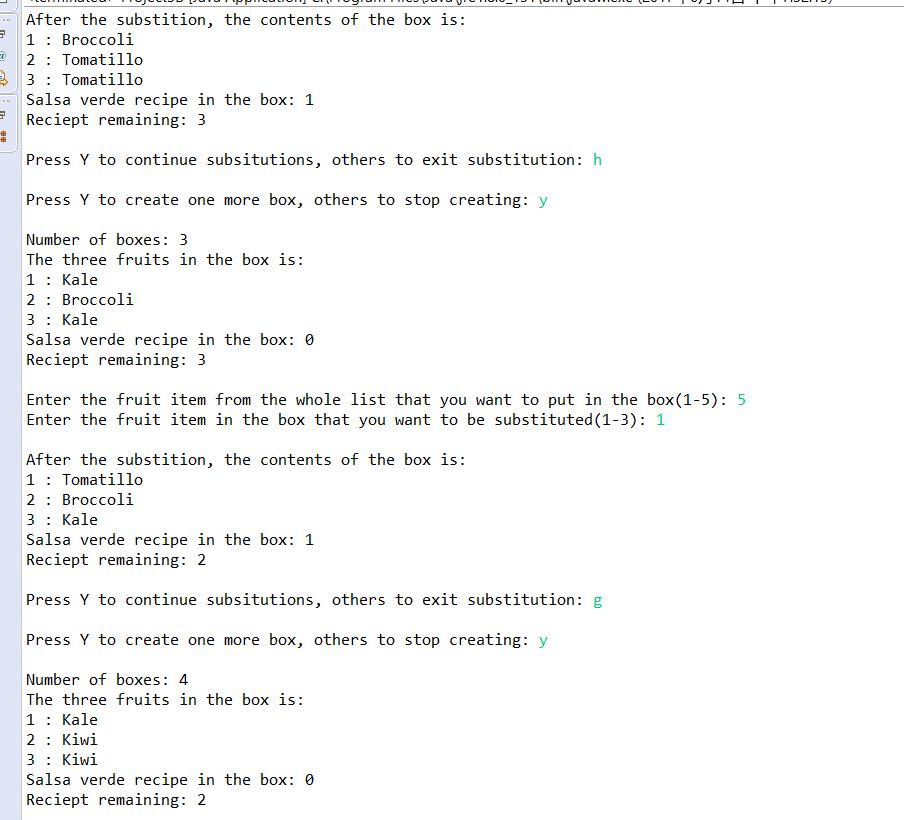 After the substition, the contents of the box is:
1 : Broccoli
2 : Tomatillo
3 : Tomatillo
Salsa verde recipe in the box: 1
Reciept remaining: 3
Press Y to continue subsitutions, others to exit substitution: h
Press Y to create one more box, others to stop creating: y
Number of boxes: 3
The three fruits in the box is:
1 : Kale
2 : Broccoli
3 : Kale
Salsa verde recipe in the box: 0
Reciept remaining: 3
Enter the fruit item from the whole list that you want to put in the box(1-5): 5
Enter the fruit item in the box that you want to be substituted(1-3): 1
After the substition, the contents of the box is:
1 : Tomatillo
2 : Broccoli
3 : Kale
Salsa verde recipe in the box: 1
Reciept remaining: 2
Press Y to continue subsitutions, others to exit substitution: g
Press Y to create one more box, others to stop creating: y
Number of boxes: 4
The three fruits in the box is:
1 : Kale
2 : Kiwi
3 : Kiwi
Salsa verde recipe in the box: 0
Reciept remaining: 2